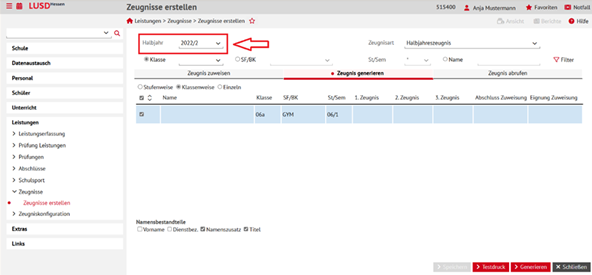 LUSD Hessen
Zeugnisse erstellen
515400
Anja Mustermann
Favoriten
Notfall
Leistungen > Zeugnisse > Zeugnisse erstellen
Ansicht
Berichte
Hilfe
Schule
Datenaustausch
Personal
Schüler
Unterricht
Leistungen
Leistungserfassung
Prüfung Leistungen
Prüfungen
Abschlüsse
Schulsport
Zeugnisse
Zeugnisse erstellen
Zeugniskonfiguration
Extras
Links
Halbjahr 2022/2
Zeugnisart Halbjahreszeugnis
Klasse SF/BK St/Sem * Name Filter
Zeugnis zuweisen Zeugnis generieren Zeugnis abrufen
Stufenweise Klassenweise Einzeln
Name Klasse SF/BK St/Sem 1. Zeugnis 2. Zeugnis 3. Zeugnis Abschluss Zuweisung Eignung Zuweisung
06a GYM 06/1
Namensbestandteile
Vorname Dienstbez. Namenszusatz Titel
Speichern Testdruck Generieren Schließen